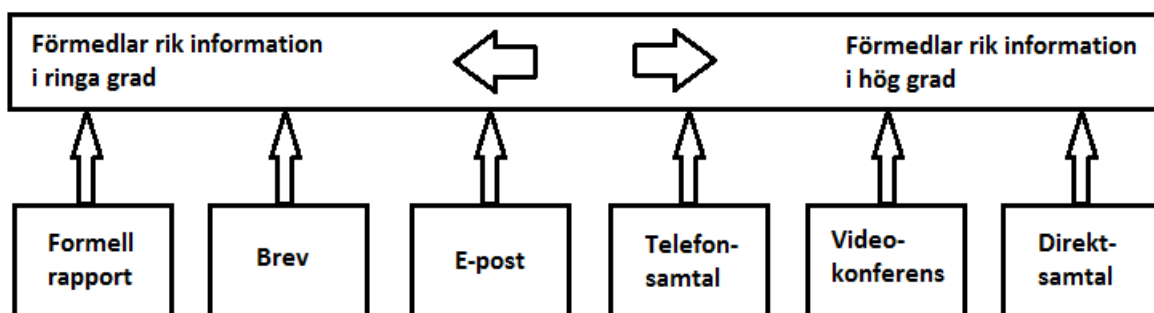 Förmedlar rik information
i ringa grad
Förmedlar rik information
i hög grad
Formell
rapport
Brev
E-post
Telefon-
samtal
Video-
konferens
Direkt-
samtal